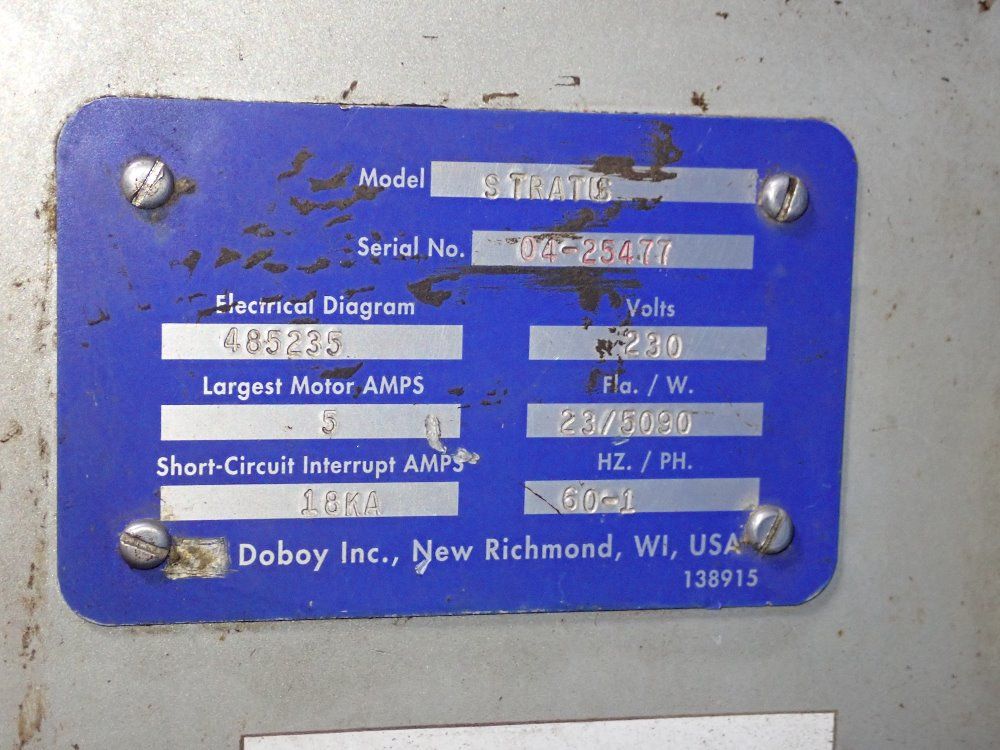 Model STRATUS
Serial No. 04-25477
Electrical Diagram Volts
485235 230
Largest Motor AMPS Fla. / W.
5 23/5090
Short-Circuit Interrupt AMPS HZ. / PH.
18KA 60-1
Doboy Inc., New Richmond, WI, USA
138915